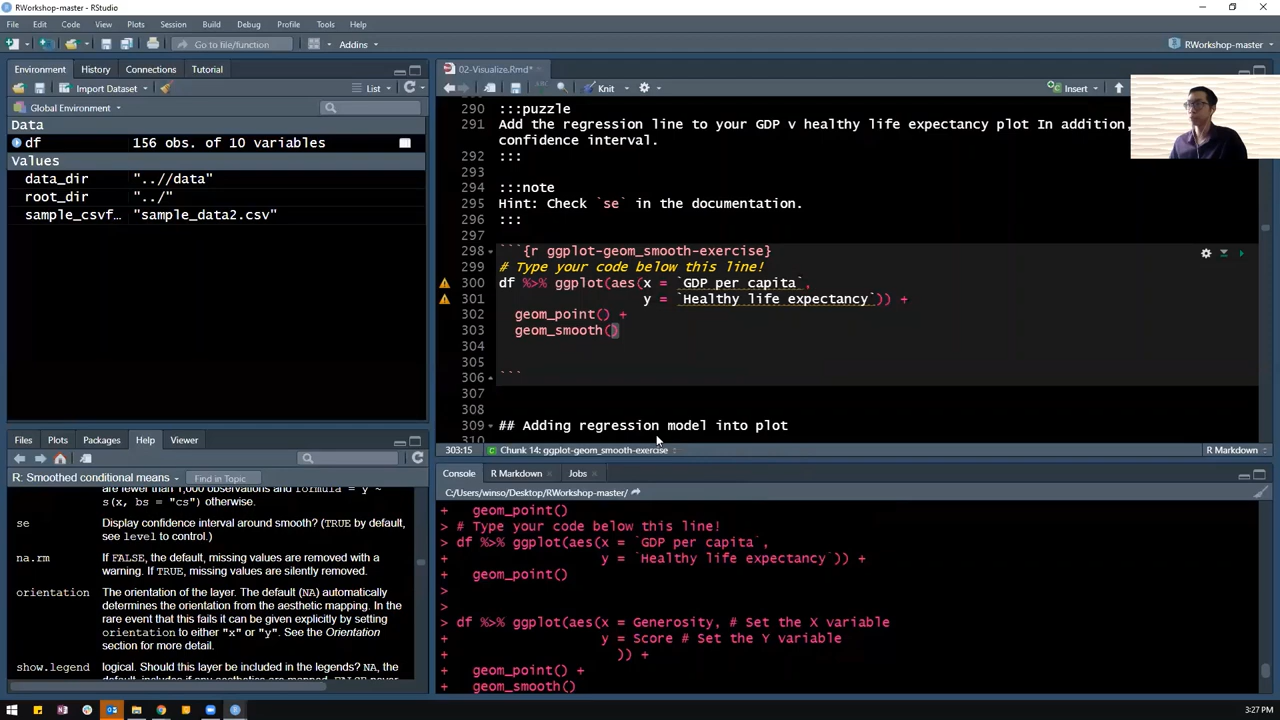 RWorkshop-master - RStudio
File Edit Code View Plots Session Build Debug Profile Tools Help
Go to file/function Addins RWorkshop-master
Environment History Connections Tutorial
Import Dataset List
Global Environment
Data
df 156 obs. of 10 variables
Values
data_dir "..//data"
root_dir "../"
sample_csvf… "sample_data2.csv"
02-Visualize.Rmd*
Knit Insert
290 :::puzzle
291 Add the regression line to your GDP v healthy life expectancy plot In addition,
confidence interval.
292 :::
293
294 :::note
295 Hint: Check `se` in the documentation.
296 :::
297
298 ```{r ggplot-geom_smooth-exercise}
299 # Type your code below this line!
300 df %>% ggplot(aes(x = `GDP per capita`,
301 y = `Healthy life expectancy`)) +
302 geom_point() +
303 geom_smooth()
304
305
306 ```
307
308
309 ## Adding regression model into plot
310
303:15 Chunk 14: ggplot-geom_smooth-exercise R Markdown
Files Plots Packages Help Viewer
R: Smoothed conditional means Find in Topic
are fewer than 1,000 observations and formula = y ~
s(x, bs = "cs") otherwise.
se Display confidence interval around smooth? (TRUE by default,
see level to control.)
na.rm If FALSE, the default, missing values are removed with a
warning. If TRUE, missing values are silently removed.
orientation The orientation of the layer. The default (NA) automatically
determines the orientation from the aesthetic mapping. In the
rare event that this fails it can be given explicitly by setting
orientation to either "x" or "y". See the Orientation
section for more detail.
show.legend logical. Should this layer be included in the legends? NA, the
default, includes if any aesthetics are mapped. FALSE never
Console R Markdown Jobs
C:/Users/winso/Desktop/RWorkshop-master/
+ geom_point()
> # Type your code below this line!
> df %>% ggplot(aes(x = `GDP per capita`,
+ y = `Healthy life expectancy`)) +
+ geom_point()
>
>
> df %>% ggplot(aes(x = Generosity, # Set the X variable
+ y = Score # Set the Y variable
+ )) +
+ geom_point() +
+ geom_smooth()
3:27 PM